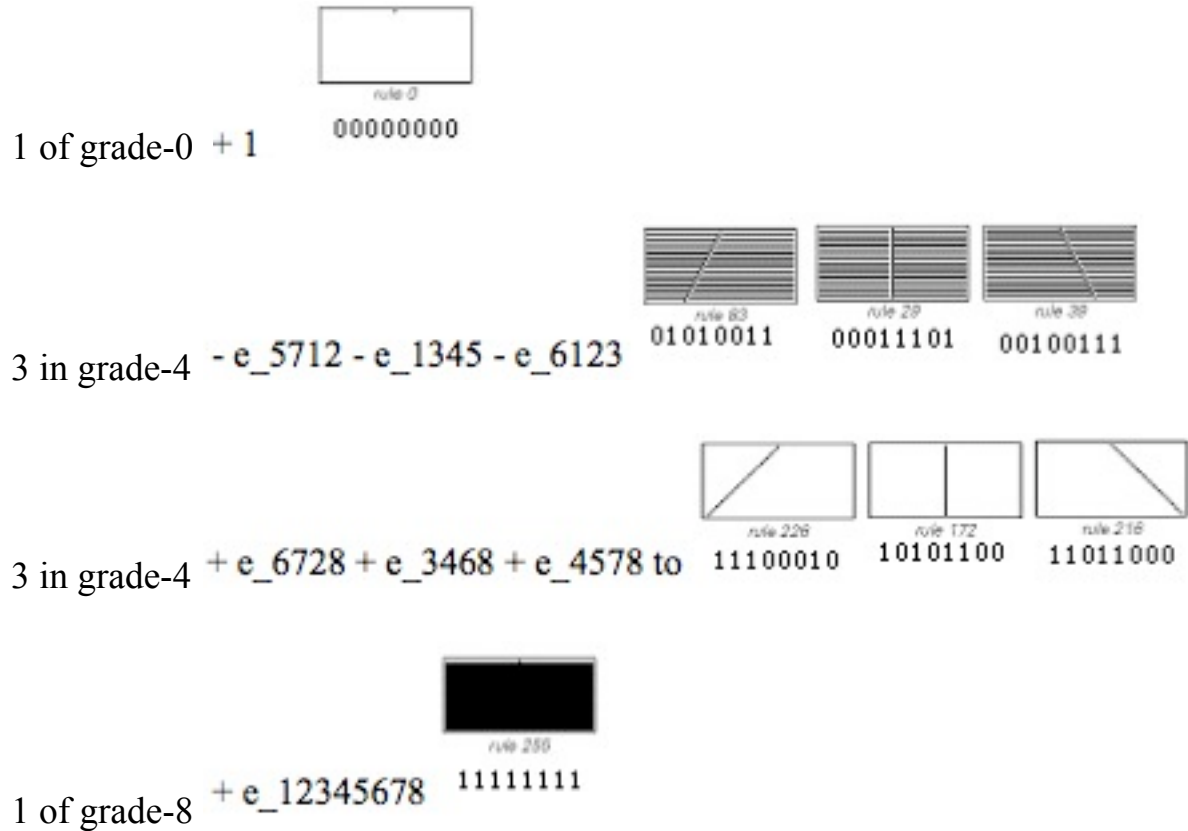 rule 0
00000000
1 of grade-0 + 1
rule 83 rule 29 rule 39
01010011 00011101 00100111
3 in grade-4 - e_5712 - e_1345 - e_6123
rule 226 rule 172 rule 216
11100010 10101100 11011000
3 in grade-4 + e_6728 + e_3468 + e_4578 to
rule 255
11111111
1 of grade-8 + e_12345678